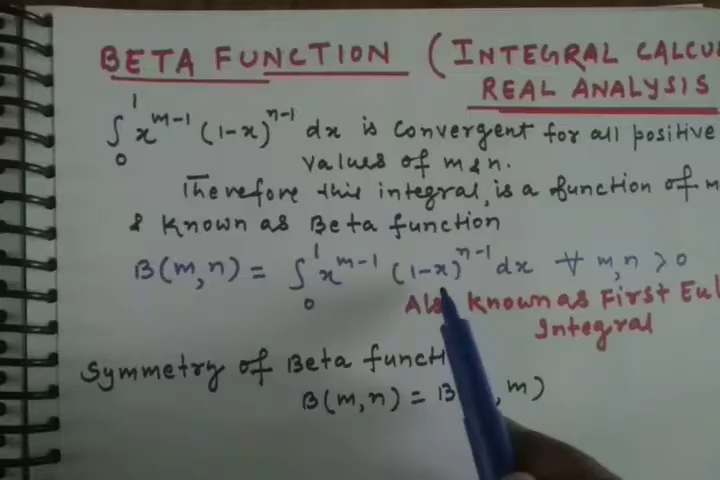 BETA FUNCTION (INTEGRAL CALCU
REAL ANALYSIS
∫₀¹ x^{m-1} (1-x)^{n-1} dx is convergent for all positive
values of m & n.
Therefore this integral, is a function of m
& known as Beta function
B(m,n) = ∫₀¹ x^{m-1} (1-x)^{n-1} dx ∀ m,n > 0
Known as First Eul
Integral
Symmetry of Beta functi
B(m,n) = B , m)